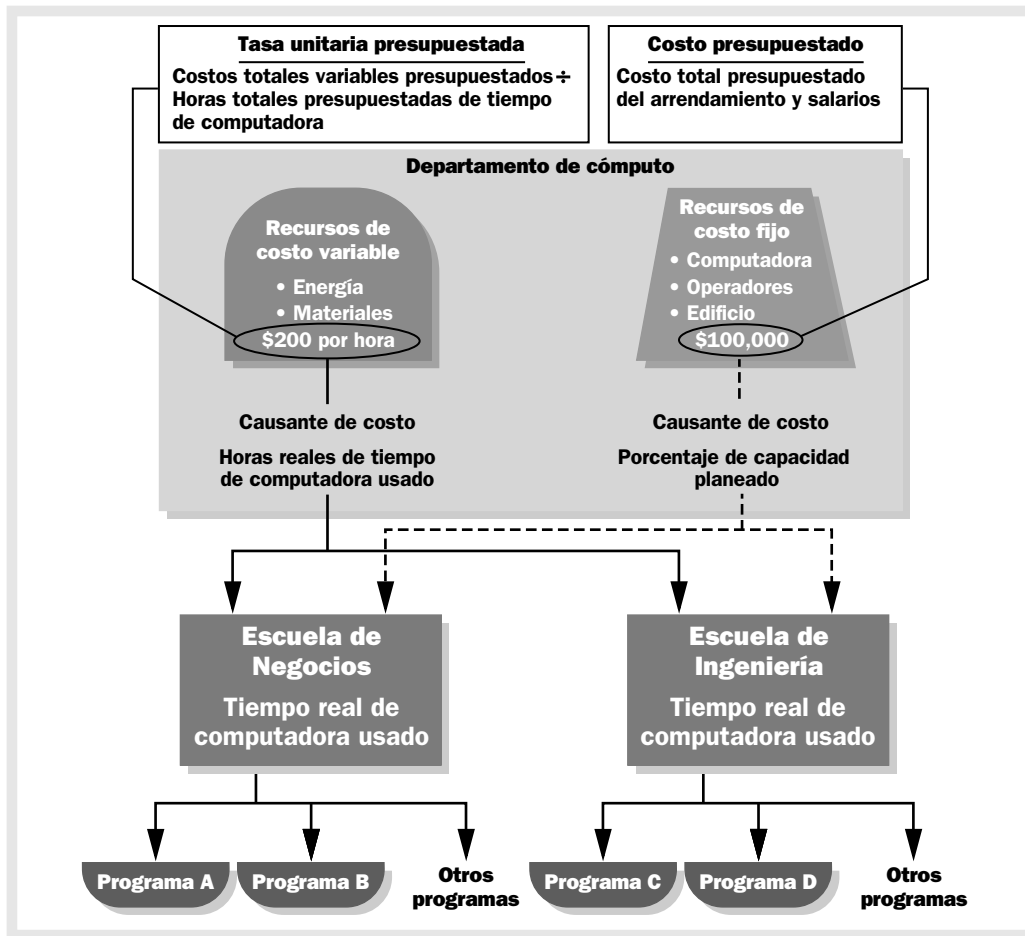 Tasa unitaria presupuestada
Costos totales variables presupuestados ÷
Horas totales presupuestadas de tiempo
de computadora
Costo presupuestado
Costo total presupuestado
del arrendamiento y salarios
Departamento de cómputo
Recursos de
costo variable
• Energía
• Materiales
$200 por hora
Recursos de
costo fijo
• Computadora
• Operadores
• Edificio
$100,000
Causante de costo
Horas reales de tiempo
de computadora usado
Causante de costo
Porcentaje de capacidad
planeado
Escuela de
Negocios
Tiempo real de
computadora usado
Escuela de
Ingeniería
Tiempo real de
computadora usado
Programa A
Programa B
Otros
programas
Programa C
Programa D
Otros
programas